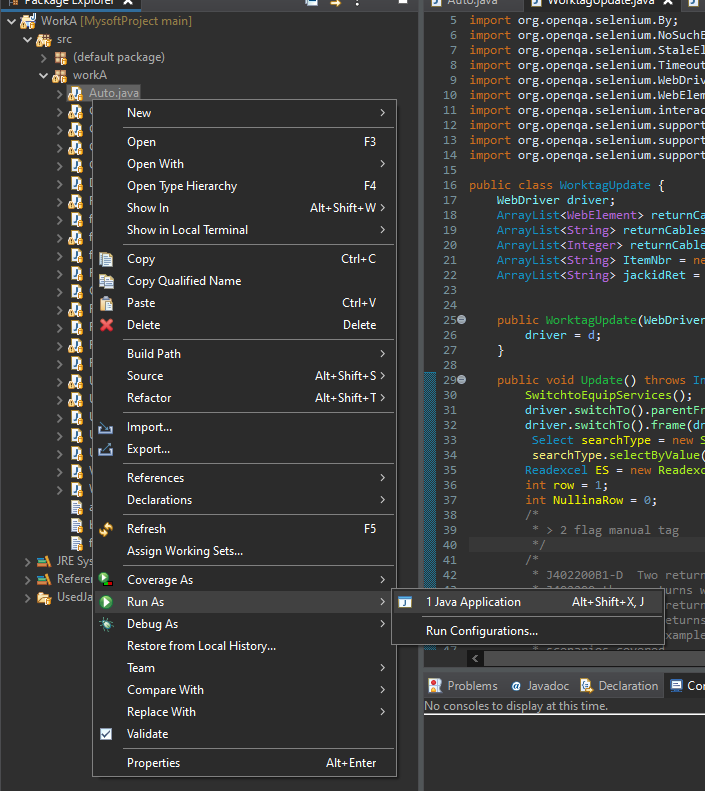 Package Explorer
WorkA [MysoftProject main]
src
(default package)
workA
Auto.java
New
Open F3
Open With
Open Type Hierarchy F4
Show In Alt+Shift+W
Show in Local Terminal
Copy Ctrl+C
Copy Qualified Name
Paste Ctrl+V
Delete Delete
Build Path
Source Alt+Shift+S
Refactor Alt+Shift+T
Import...
Export...
References
Declarations
Refresh F5
Assign Working Sets...
Coverage As
Run As
Debug As
Restore from Local History...
Team
Compare With
Replace With
Validate
Properties Alt+Enter
1 Java Application Alt+Shift+X, J
Run Configurations...
JRE Sys
Referen
UsedJa
Auto.java
WorktagUpdate.java
5 import org.openqa.selenium.By;
6 import org.openqa.selenium.NoSuchE
7 import org.openqa.selenium.StaleEl
8 import org.openqa.selenium.Timeout
9 import org.openqa.selenium.WebDriv
10 import org.openqa.selenium.WebElem
11 import org.openqa.selenium.interac
12 import org.openqa.selenium.support
13 import org.openqa.selenium.support
14 import org.openqa.selenium.support
15
16 public class WorktagUpdate {
17 WebDriver driver;
18 ArrayList<WebElement> returnCa
19 ArrayList<String> returnCables
20 ArrayList<Integer> returnCable
21 ArrayList<String> ItemNbr = ne
22 ArrayList<String> jackidRet =
23
24
25 public WorktagUpdate(WebDriver
26 driver = d;
27 }
28
29 public void Update() throws In
30 SwitchtoEquipServices();
31 driver.switchTo().parentFr
32 driver.switchTo().frame(dr
33 Select searchType = new S
34 searchType.selectByValue(
35 Readexcel ES = new Readexc
36 int row = 1;
37 int NullinaRow = 0;
38 /*
39 * > 2 flag manual tag
40 */
41 /*
42 * J402200B1-D Two retur
Problems
Javadoc
Declaration
Con
No consoles to display at this time.